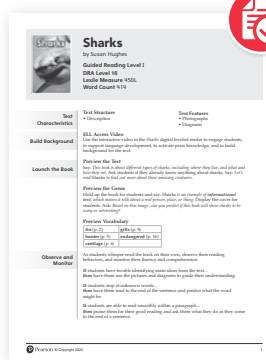 Sharks
Sharks
by Susan Hughes
Guided Reading Level I
DRA Level 16
Lexile Measure 450L
Word Count 414
Text
Characteristics
Text Structure
• Description
Text Features
• Photographs
• Diagrams
Build Background
ELL Access Video
Use the interactive video in the Sharks digital leveled reader to engage students,
to support language development, to activate prior knowledge, and to build
background for the text.
Launch the Book
Preview the Text
Say: This book is about different types of sharks, including where they live, and what and
how they eat. Ask students if they already know anything about sharks. Say: Let's
read Sharks to find out more about these amazing creatures.
Preview the Genre
Hold up the book for students and say: Sharks is an example of informational
text, which means it tells about a real person, place, or thing. Display the cover for
students. Ask: Based on this image, can you predict if this book will show sharks to be
scary or interesting?
Preview Vocabulary
fin (p. 2) gills (p. 9)
hunter (p. 5) endangered (p. 16)
cartilage (p. 6)
Observe and
Monitor
As students whisper-read the book on their own, observe their reading
behaviors, and monitor their fluency and comprehension.
If students have trouble identifying main ideas from the text...
then have them use the pictures and diagrams to guide their understanding.
If students stop at unknown words...
then have them read to the end of the sentence and predict what the word
might be.
If students are able to read smoothly within a paragraph...
then praise them for their good reading and ask them what they do as they come
to the end of a sentence.
Pearson © Copyright 2020
1